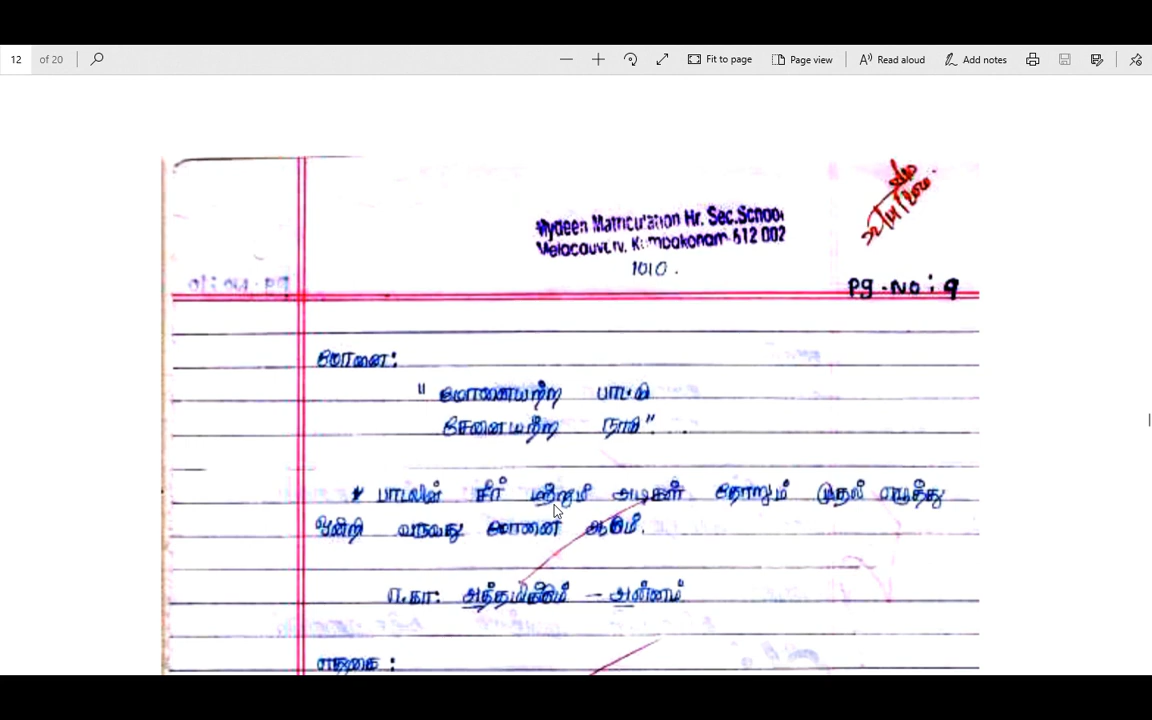 12 of 20 Fit to page Page view Read aloud Add notes
Mydeen Matriculation Hr. Sec.School
Melacauvery, Kumbakonam-612 002
1010.
Pg.No: 9
மோனை:
" மோனையற்ற பாட்டு
சேனையற்ற நாடு".
* பாடலின் சீர் மற்றும் அடிகள் தோறும் முதல் எழுத்து
ஒன்றி வருவது மோனை ஆகும்.
எ.கா: - அன்னம்
எதுகை :